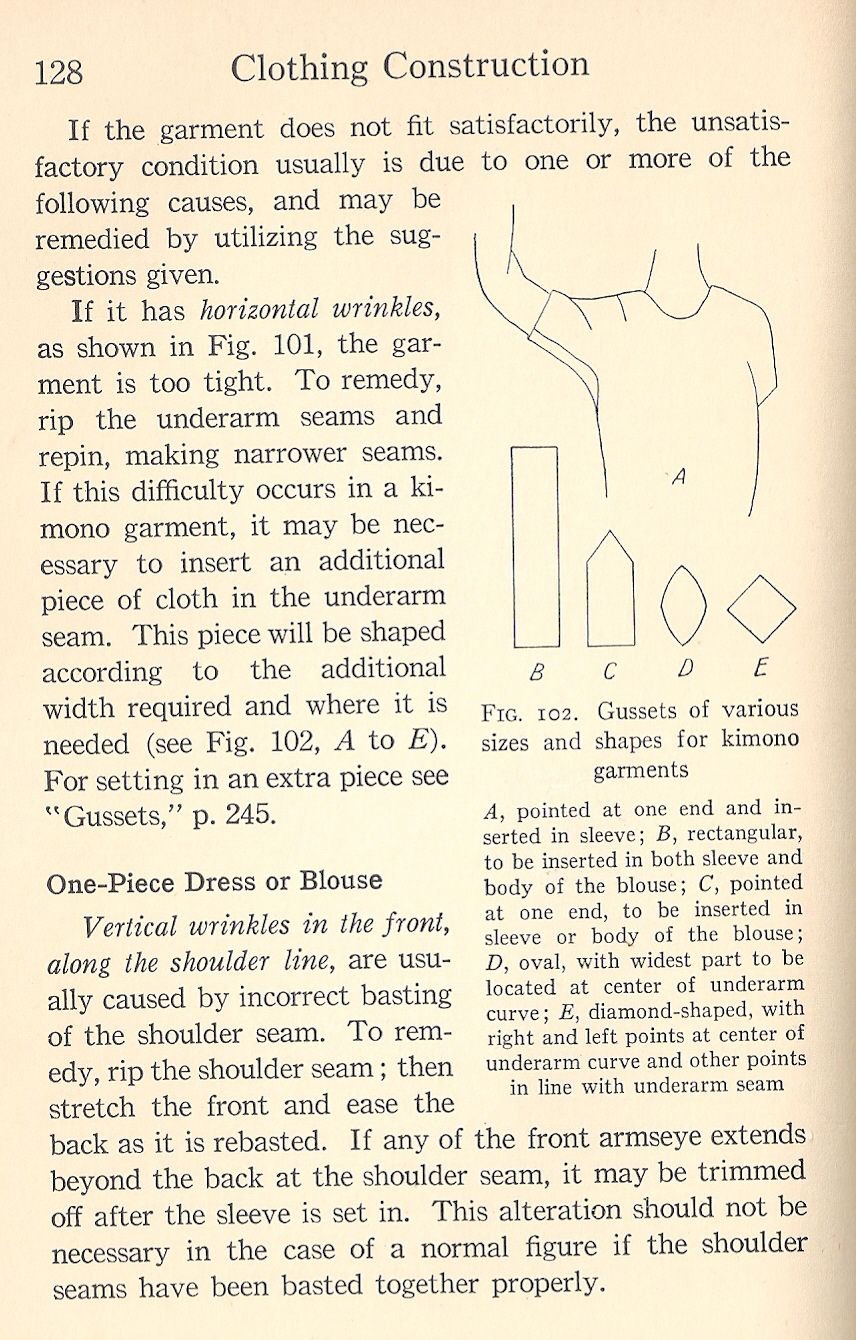 128 Clothing Construction
If the garment does not fit satisfactorily, the unsatis-
factory condition usually is due to one or more of the
following causes, and may be
remedied by utilizing the sug-
gestions given.
If it has horizontal wrinkles,
as shown in Fig. 101, the gar-
ment is too tight. To remedy,
rip the underarm seams and
repin, making narrower seams.
If this difficulty occurs in a ki-
mono garment, it may be nec-
essary to insert an additional
piece of cloth in the underarm
seam. This piece will be shaped
according to the additional
width required and where it is
needed (see Fig. 102, A to E).
For setting in an extra piece see
“Gussets,” p. 245.
A
B C D E
FIG. 102. Gussets of various
sizes and shapes for kimono
garments
A, pointed at one end and in-
serted in sleeve; B, rectangular,
to be inserted in both sleeve and
body of the blouse; C, pointed
at one end, to be inserted in
sleeve or body of the blouse;
D, oval, with widest part to be
located at center of underarm
curve; E, diamond-shaped, with
right and left points at center of
underarm curve and other points
in line with underarm seam
One-Piece Dress or Blouse
Vertical wrinkles in the front,
along the shoulder line, are usu-
ally caused by incorrect basting
of the shoulder seam. To rem-
edy, rip the shoulder seam; then
stretch the front and ease the
back as it is rebasted. If any of the front armseye extends
beyond the back at the shoulder seam, it may be trimmed
off after the sleeve is set in. This alteration should not be
necessary in the case of a normal figure if the shoulder
seams have been basted together properly.